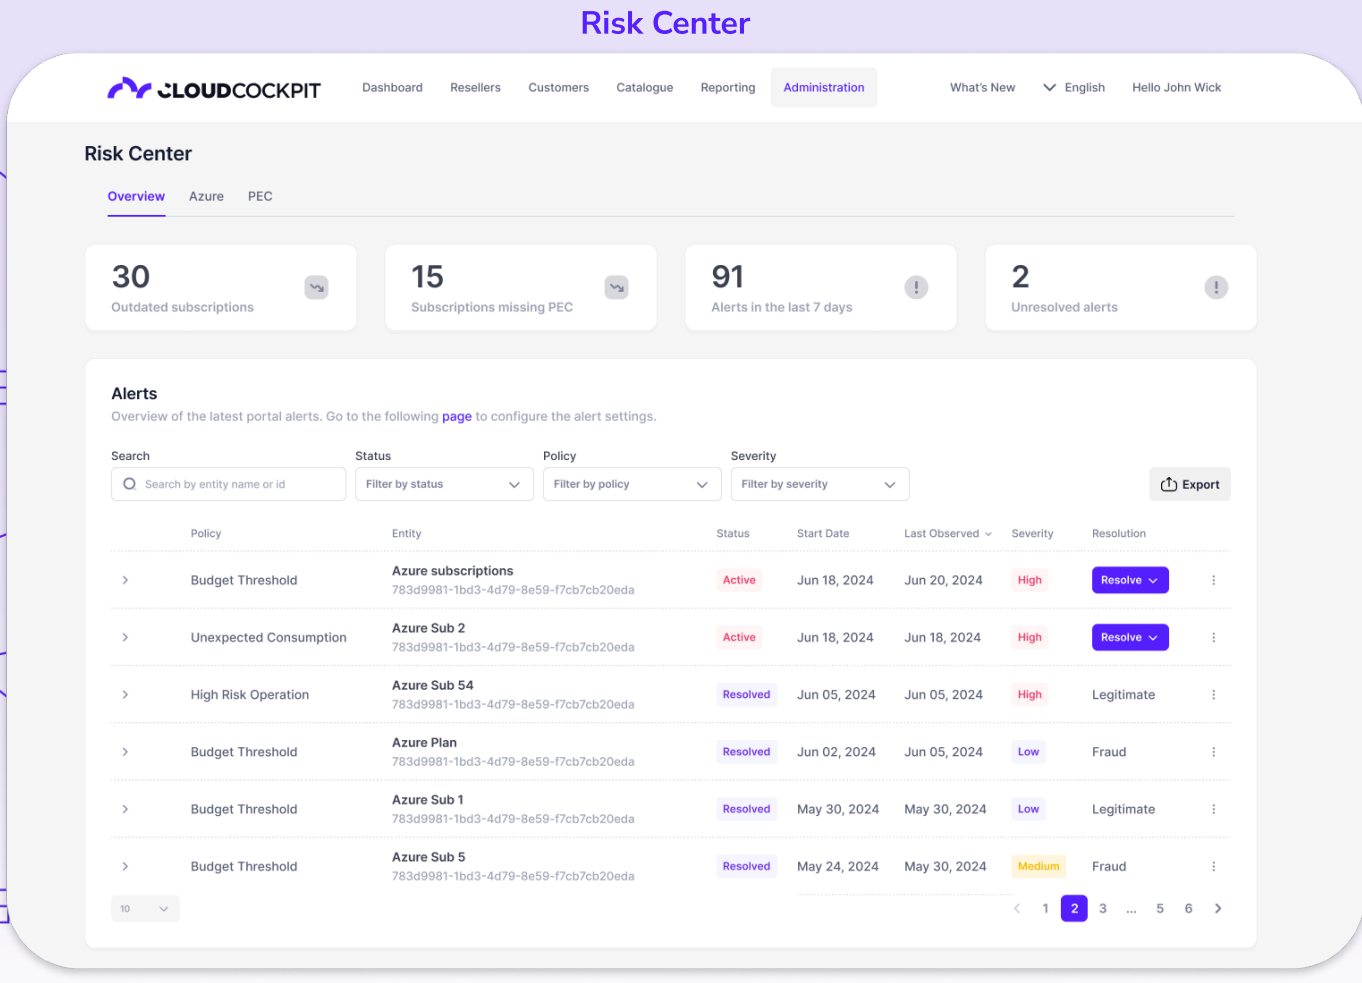 Risk Center
CLOUDCOCKPIT Dashboard Resellers Customers Catalogue Reporting Administration What's New English Hello John Wick
Risk Center
Overview Azure PEC
30 15 91 2
Outdated subscriptions Subscriptions missing PEC Alerts in the last 7 days Unresolved alerts
Alerts
Overview of the latest portal alerts. Go to the following page to configure the alert settings.
Search Status Policy Severity
Search by entity name or id Filter by status Filter by policy Filter by severity Export
Policy Entity Status Start Date Last Observed Severity Resolution
Budget Threshold Azure subscriptions Active Jun 18, 2024 Jun 20, 2024 High Resolve
783d9981-1bd3-4d79-8e59-f7cb7cb20eda
Unexpected Consumption Azure Sub 2 Active Jun 18, 2024 Jun 18, 2024 High Resolve
783d9981-1bd3-4d79-8e59-f7cb7cb20eda
High Risk Operation Azure Sub 54 Resolved Jun 05, 2024 Jun 05, 2024 High Legitimate
783d9981-1bd3-4d79-8e59-f7cb7cb20eda
Budget Threshold Azure Plan Resolved Jun 02, 2024 Jun 05, 2024 Low Fraud
783d9981-1bd3-4d79-8e59-f7cb7cb20eda
Budget Threshold Azure Sub 1 Resolved May 30, 2024 May 30, 2024 Low Legitimate
783d9981-1bd3-4d79-8e59-f7cb7cb20eda
Budget Threshold Azure Sub 5 Resolved May 24, 2024 May 30, 2024 Medium Fraud
783d9981-1bd3-4d79-8e59-f7cb7cb20eda
10 1 2 3 ... 5 6